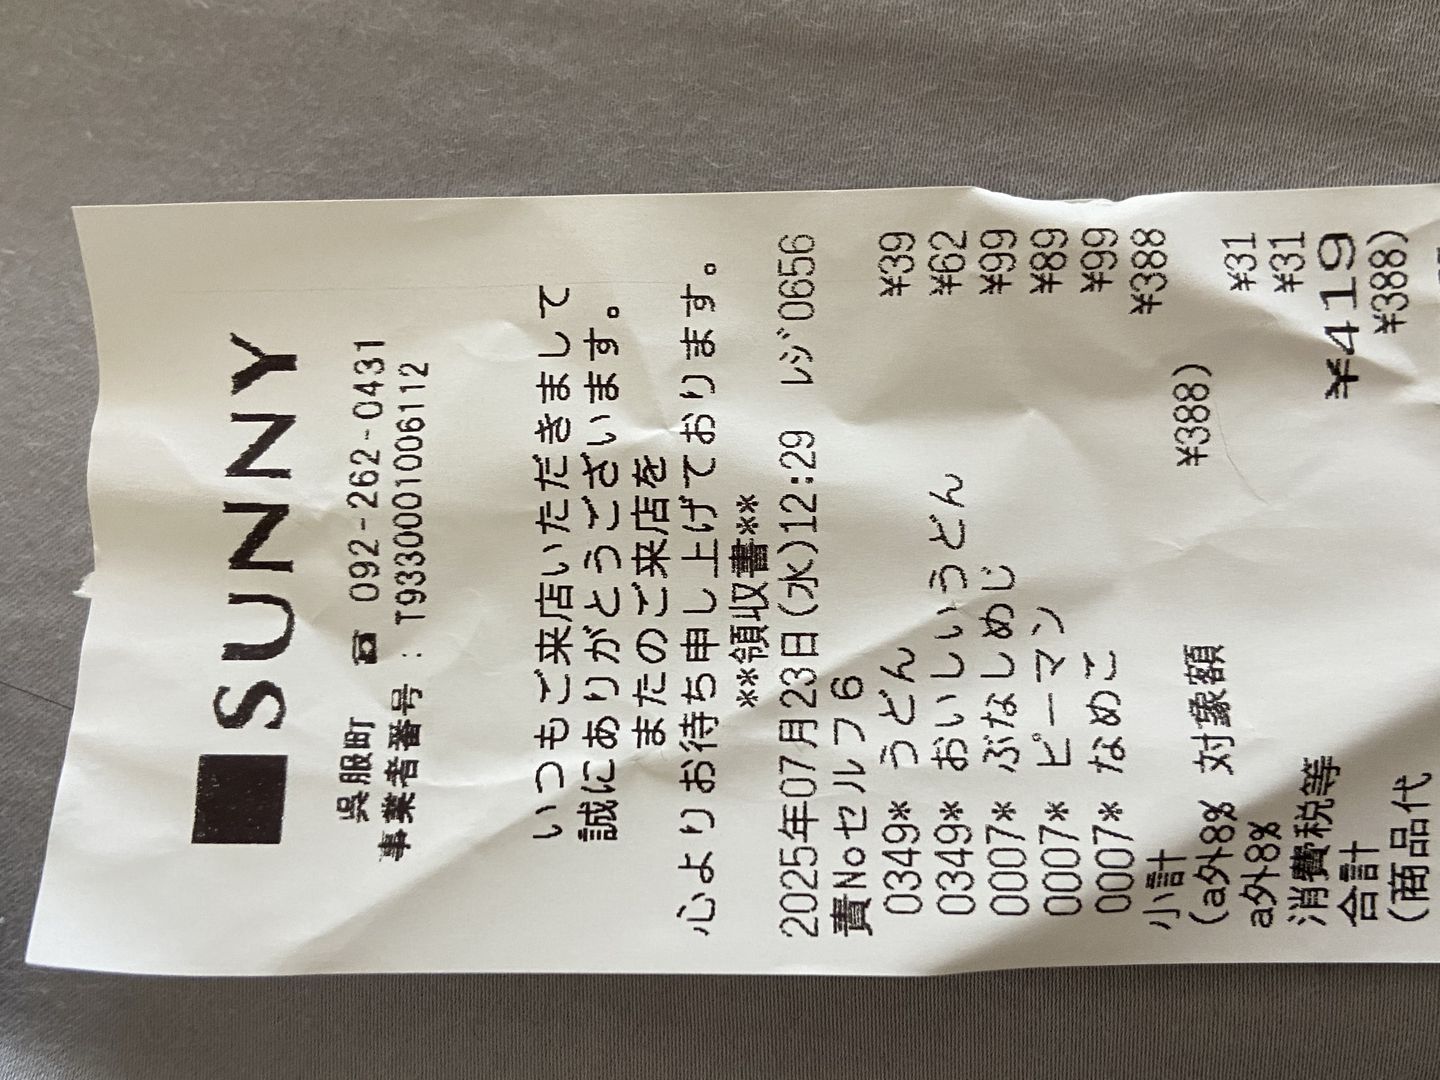 SUNNY
呉服町 ☎ 092-262-0431
事業者番号 : T9330001006112
いつもご来店いただきまして
誠にありがとうございます。
またのご来店を
心よりお待ち申し上げております。
**領収書**
2025年07月23日(水)12:29 レジ0656
責Noセルフ6
0349* うどん ¥39
0349* おいしいうどん ¥62
0007* ぶなしめじ ¥99
0007* ピーマン ¥89
0007* なめこ ¥99
小計 ¥388
(a外8% 対象額 ¥388)
a外8% ¥31
消費税等 ¥31
合計 ¥419
(商品代 ¥388)